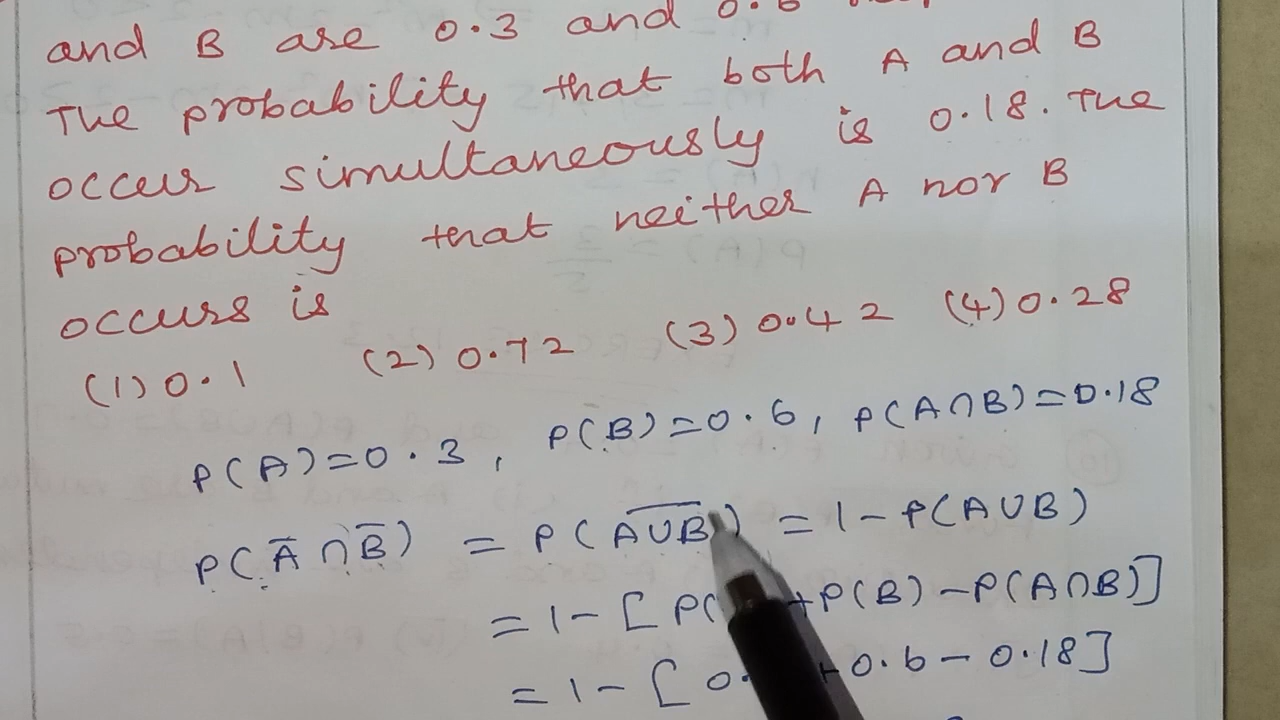 and B are 0.3 and 0.6
The probability that both A and B
occur simultaneously is 0.18. The
probability that neither A nor B
occurs is
(1) 0.1 (2) 0.72 (3) 0.42 (4) 0.28
P(A)=0.3, P(B)=0.6, P(A∩B)=0.18
P(A̅∩B̅) = P(A̅∪̅B̅) = 1-P(A∪B)
= 1-[P( +P(B)-P(A∩B)]
= 1-[0. +0.6-0.18]